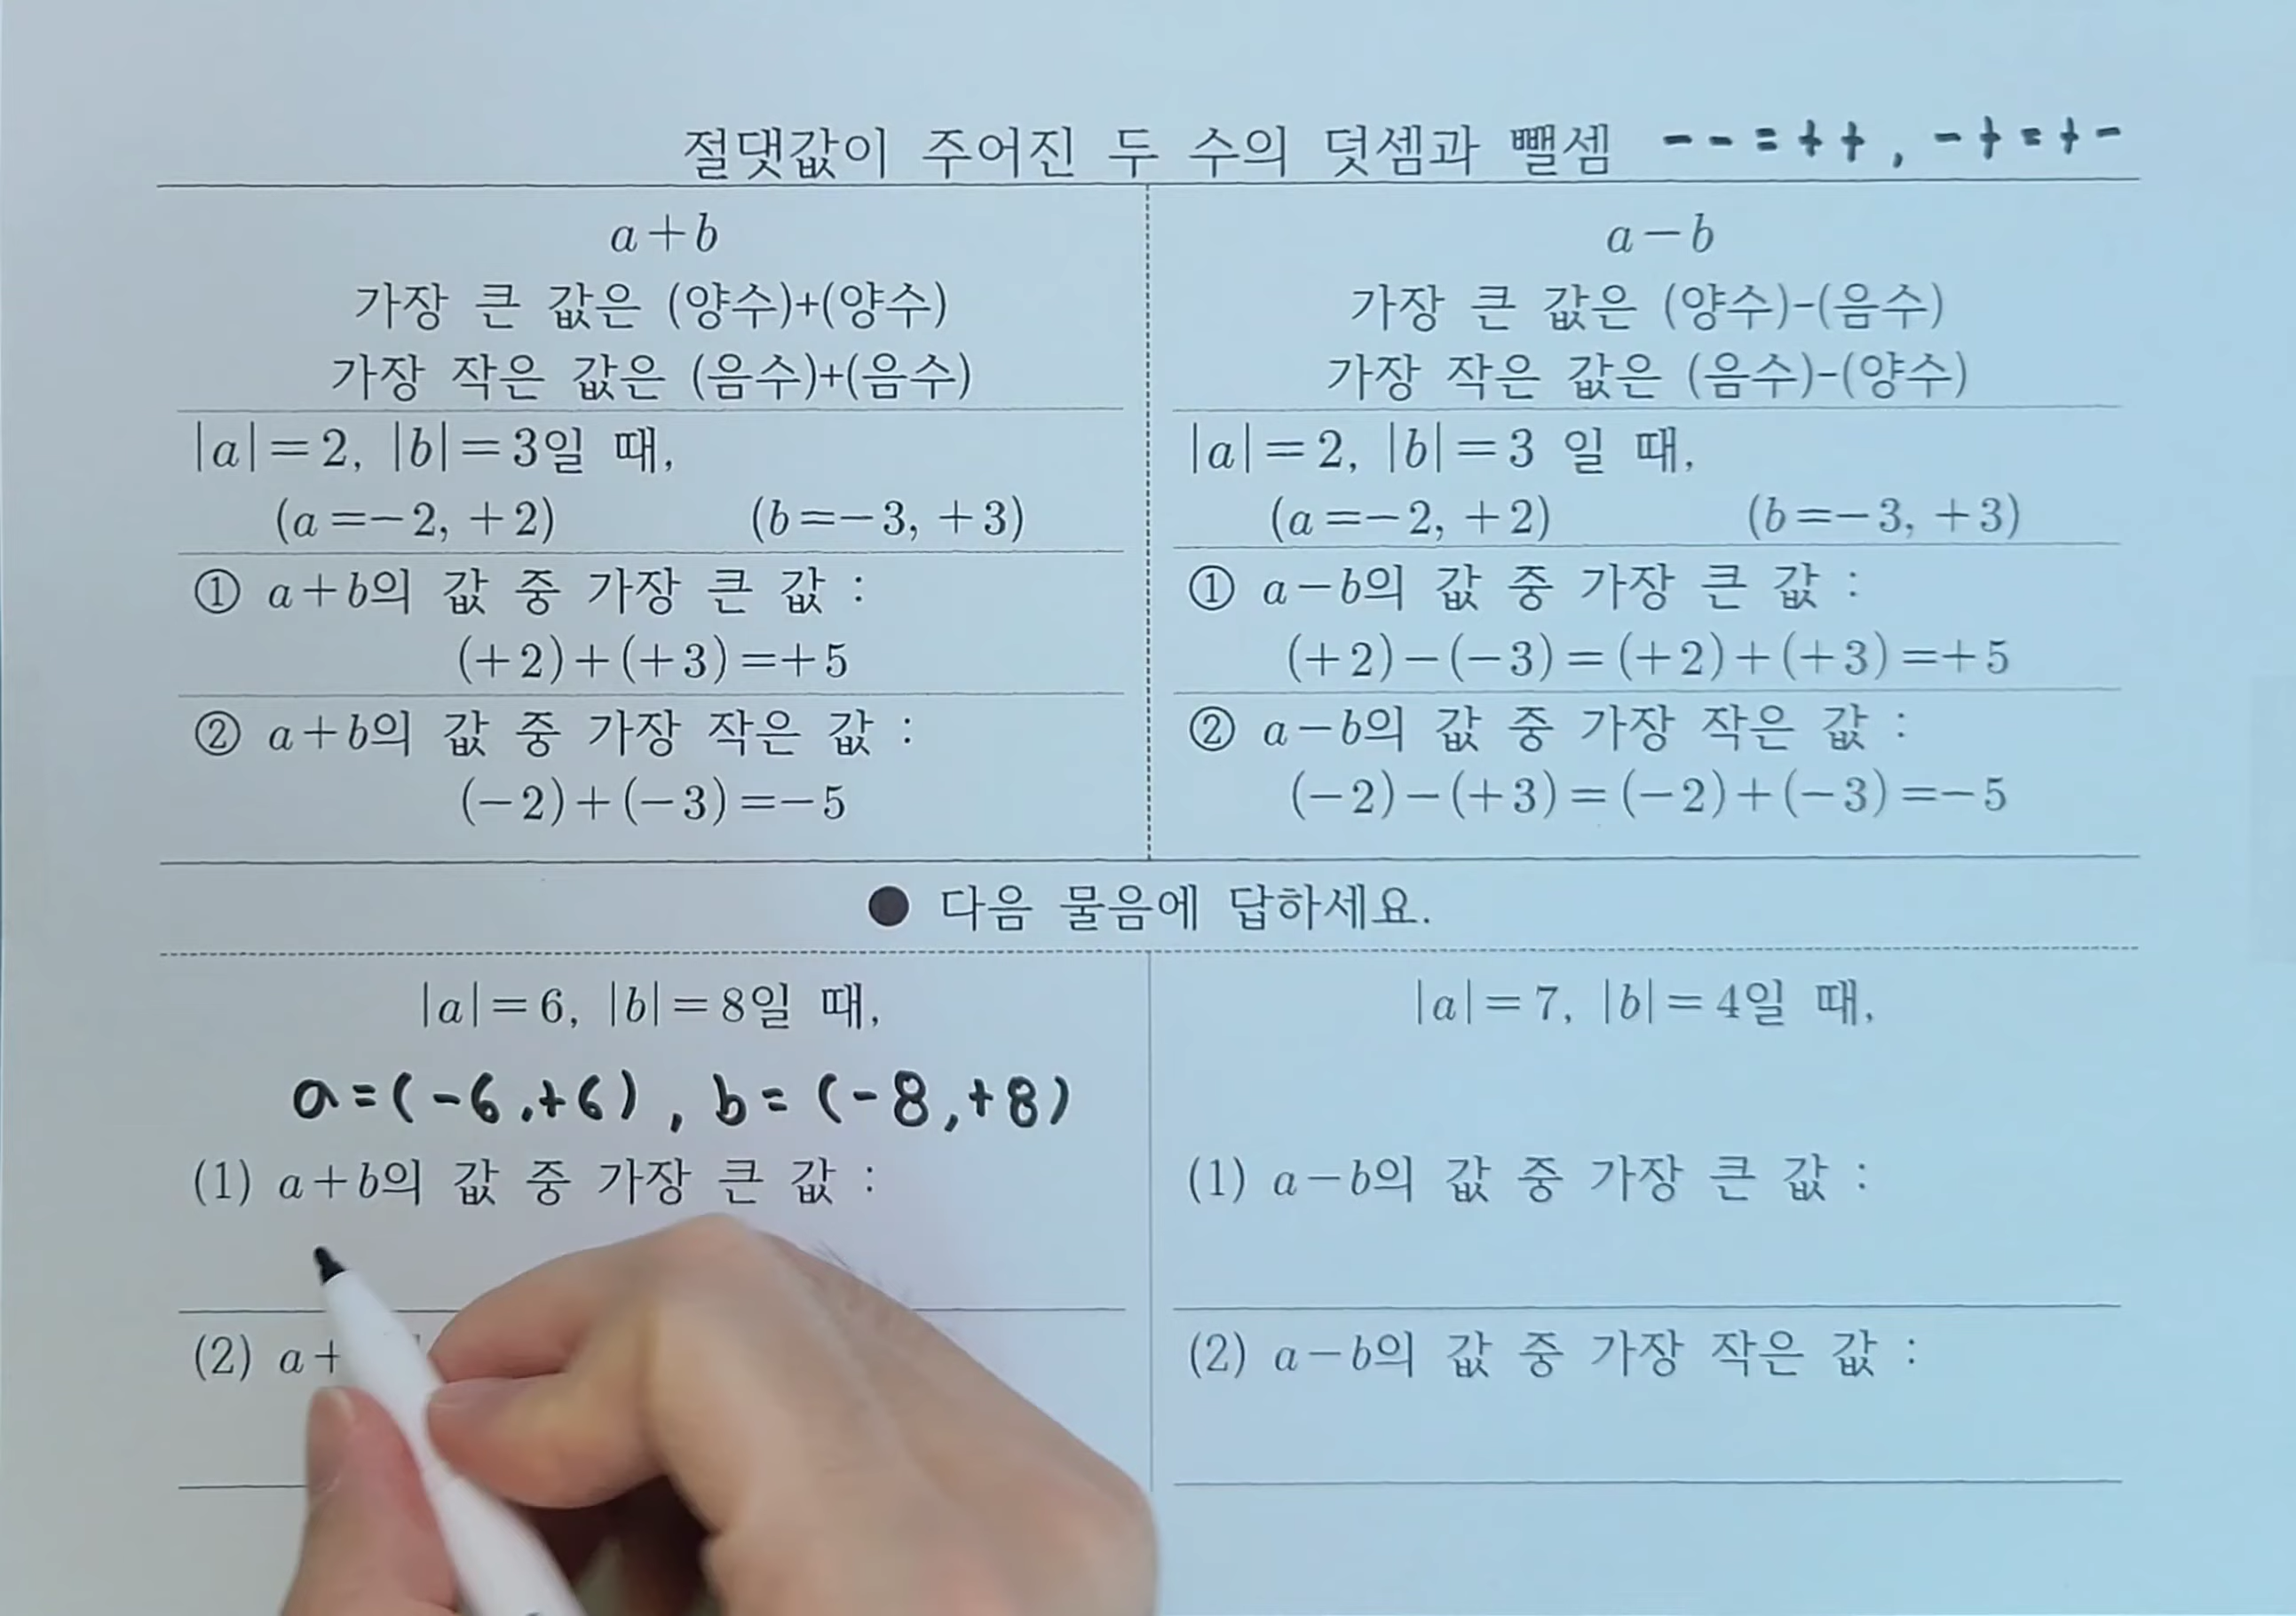 절댓값이 주어진 두 수의 덧셈과 뺄셈 --=++, -+=+-
a+b
가장 큰 값은 (양수)+(양수)
가장 작은 값은 (음수)+(음수)
|a|=2, |b|=3일 때,
(a=-2, +2) (b=-3, +3)
① a+b의 값 중 가장 큰 값 :
(+2)+(+3)=+5
② a+b의 값 중 가장 작은 값 :
(-2)+(-3)=-5
a-b
가장 큰 값은 (양수)-(음수)
가장 작은 값은 (음수)-(양수)
|a|=2, |b|=3 일 때,
(a=-2, +2) (b=-3, +3)
① a-b의 값 중 가장 큰 값 :
(+2)-(-3)=(+2)+(+3)=+5
② a-b의 값 중 가장 작은 값 :
(-2)-(+3)=(-2)+(-3)=-5
● 다음 물음에 답하세요.
|a|=6, |b|=8일 때,
a=(-6,+6), b=(-8,+8)
(1) a+b의 값 중 가장 큰 값 :
(2) a+
|a|=7, |b|=4일 때,
(1) a-b의 값 중 가장 큰 값 :
(2) a-b의 값 중 가장 작은 값 :